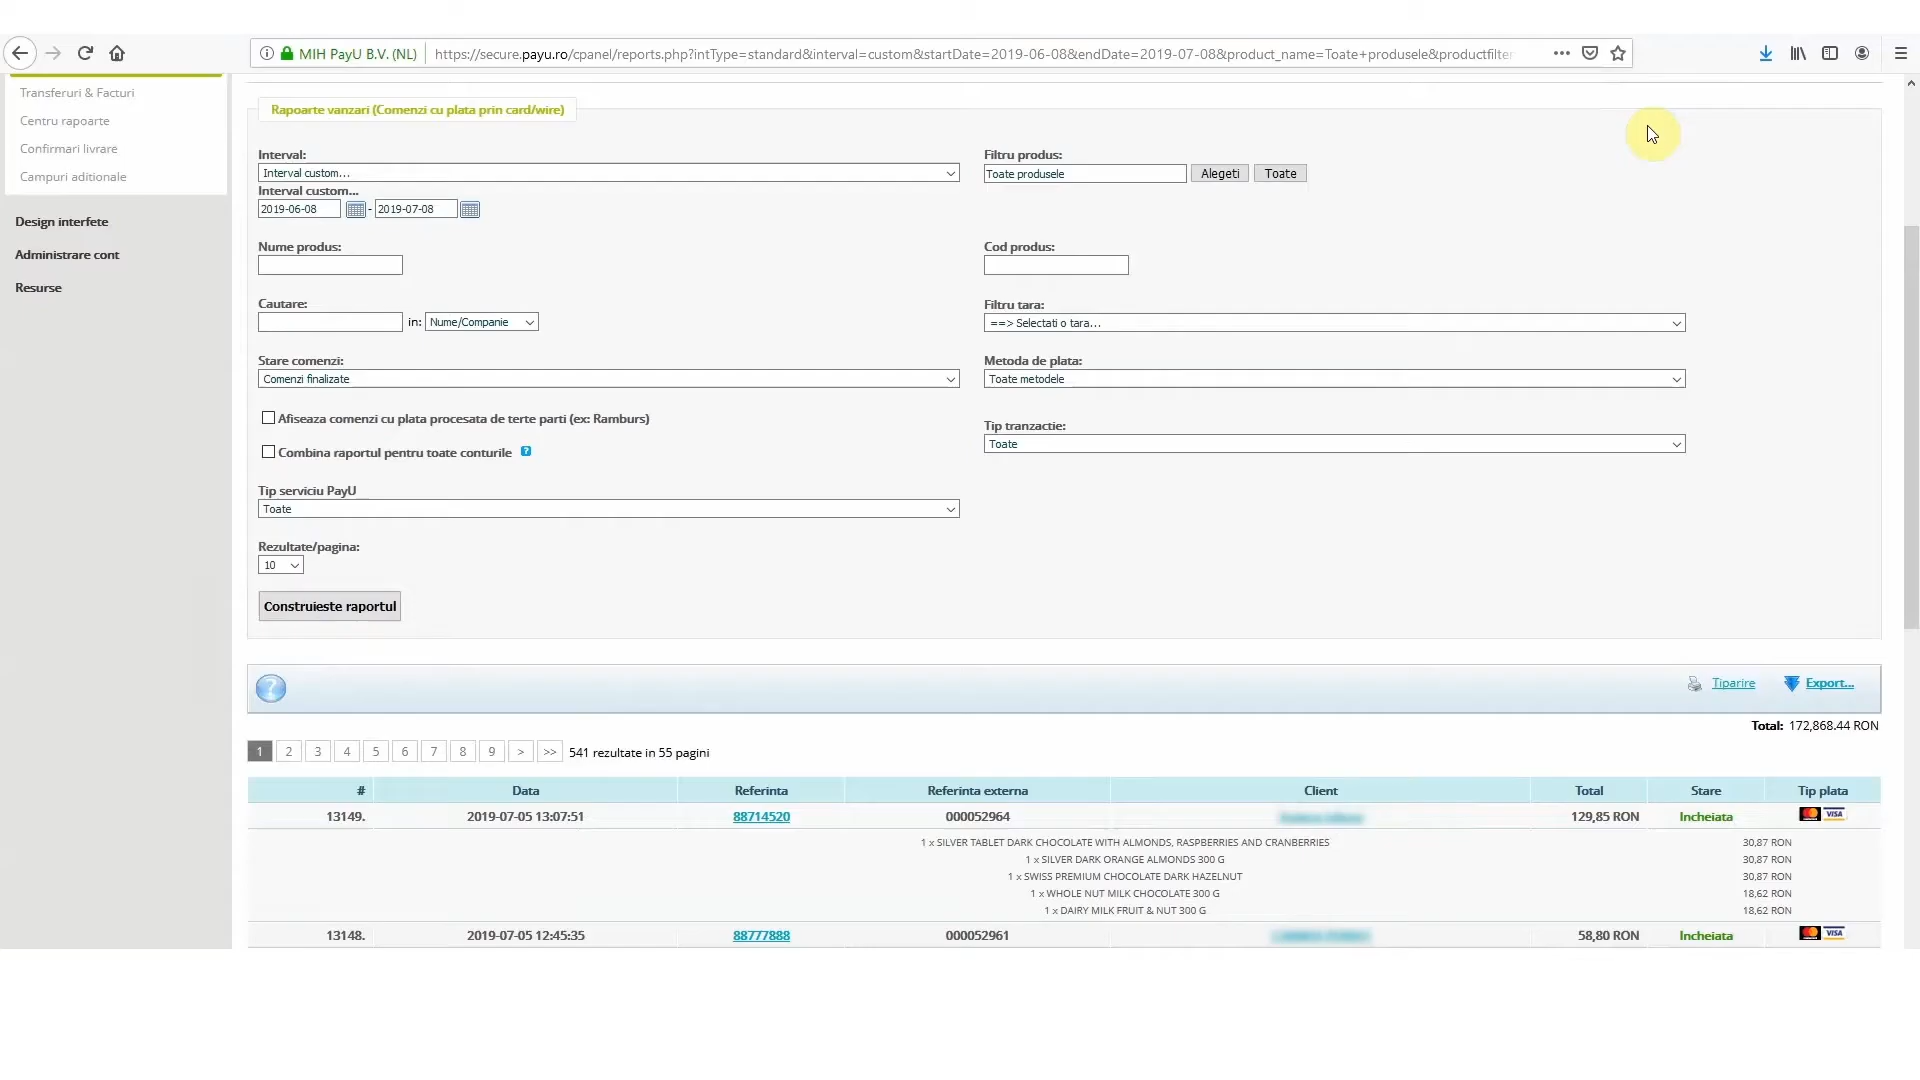 MIH PayU B.V. (NL)
https://secure.payu.ro/cpanel/reports.php?intType=standard&interval=custom&startDate=2019-06-08&endDate=2019-07-08&product_name=Toate+produsele&productfilter
Transferuri & Facturi
Centru rapoarte
Confirmari livrare
Campuri aditionale
Design interfete
Administrare cont
Resurse
Rapoarte vanzari (Comenzi cu plata prin card/wire)
Interval:
Interval custom...
Interval custom...
2019-06-08 - 2019-07-08
Filtru produs:
Toate produsele Alegeti Toate
Nume produs:
Cod produs:
Cautare:
in: Nume/Companie
Filtru tara:
==> Selectati o tara...
Stare comenzi:
Comenzi finalizate
Metoda de plata:
Toate metodele
Afiseaza comenzi cu plata procesata de terte parti (ex: Ramburs)
Combina raportul pentru toate conturile ?
Tip tranzactie:
Toate
Tip serviciu PayU
Toate
Rezultate/pagina:
10
Construieste raportul
? Tiparire Export...
Total: 172,868.44 RON
1 2 3 4 5 6 7 8 9 > >> 541 rezultate in 55 pagini
# Data Referinta Referinta externa Client Total Stare Tip plata
13149. 2019-07-05 13:07:51 88714520 000052964 129,85 RON Incheiata VISA
1 x SILVER TABLET DARK CHOCOLATE WITH ALMONDS, RASPBERRIES AND CRANBERRIES 30,87 RON
1 x SILVER DARK ORANGE ALMONDS 300 G 30,87 RON
1 x SWISS PREMIUM CHOCOLATE DARK HAZELNUT 30,87 RON
1 x WHOLE NUT MILK CHOCOLATE 300 G 18,62 RON
1 x DAIRY MILK FRUIT & NUT 300 G 18,62 RON
13148. 2019-07-05 12:45:35 88777888 000052961 58,80 RON Incheiata VISA